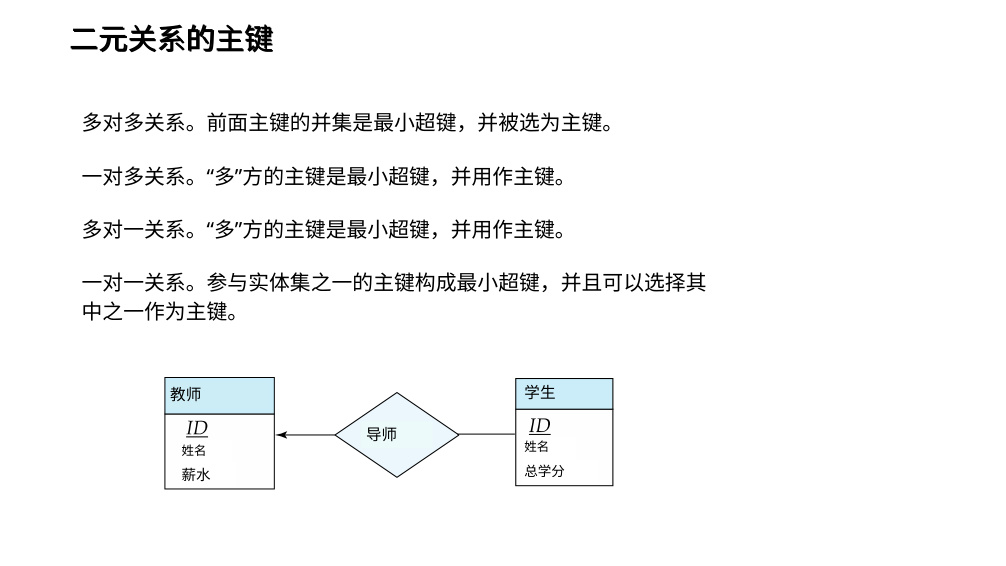 二元关系的主键
多对多关系。前面主键的并集是最小超键，并被选为主键。
一对多关系。“多”方的主键是最小超键，并用作主键。
多对一关系。“多”方的主键是最小超键，并用作主键。
一对一关系。参与实体集之一的主键构成最小超键，并且可以选择其
中之一作为主键。
教师
ID
姓名
薪水
导师
学生
ID
姓名
总学分